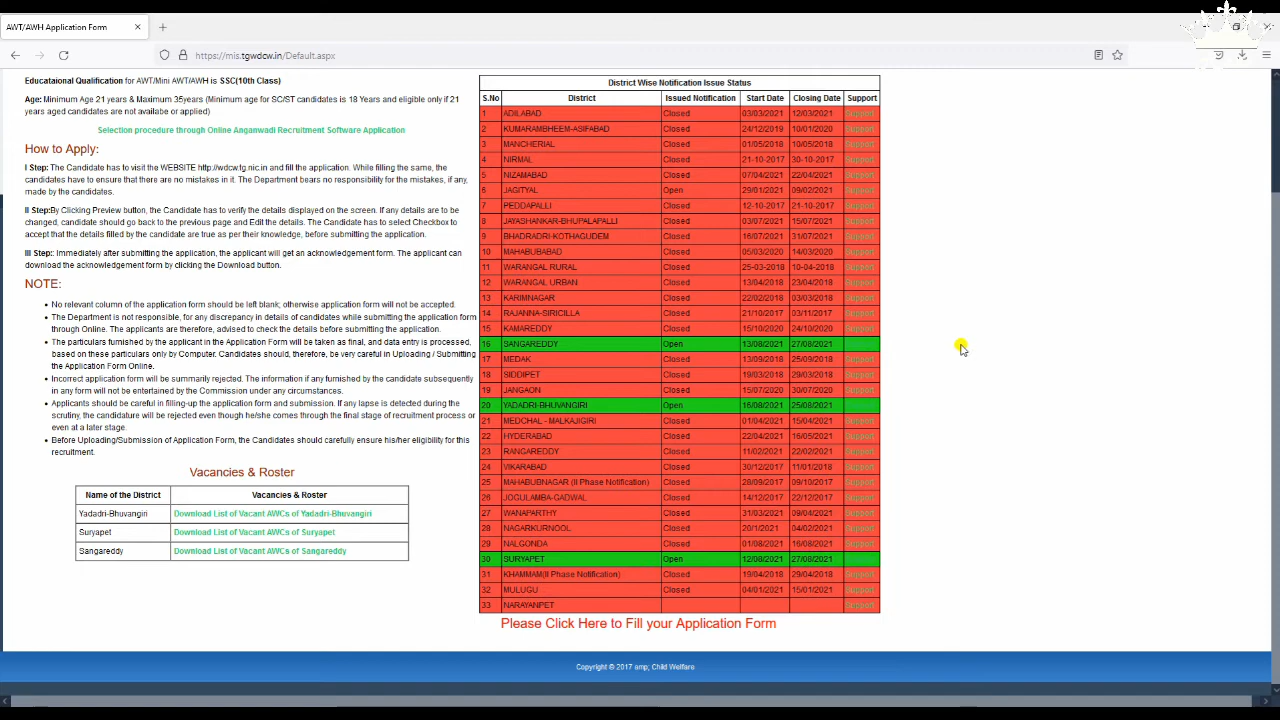 AWT/AWH Application Form
https://mis.tgwdcw.in/Default.aspx
Educataional Qualification for AWT/Mini AWT/AWH is SSC(10th Class)
Age: Minimum Age 21 years & Maximum 35years (Minimum age for SC/ST candidates is 18 Years and eligible only if 21
years aged candidates are not availabe or applied)
Selection procedure through Online Anganwadi Recruitment Software Application
How to Apply:
I Step: The Candidate has to visit the WEBSITE http://wdcw.tg.nic.in and fill the application. While filling the same, the
candidates have to ensure that there are no mistakes in it. The Department bears no responsibility for the mistakes, if any,
made by the candidates.
II Step:By Clicking Preview button, the Candidate has to verify the details displayed on the screen. If any details are to be
changed, candidate should go back to the previous page and Edit the details. The Candidate has to select Checkbox to
accept that the details filled by the candidate are true as per their knowledge, before submitting the application.
III Step:: Immediately after submitting the application, the applicant will get an acknowledgement form. The applicant can
download the acknowledgement form by clicking the Download button.
NOTE:
No relevant column of the application form should be left blank; otherwise application form will not be accepted.
The Department is not responsible, for any discrepancy in details of candidates while submitting the application form
through Online. The applicants are therefore, advised to check the details before submitting the application.
The particulars furnished by the applicant in the Application Form will be taken as final, and data entry is processed,
based on these particulars only by Computer. Candidates should, therefore, be very careful in Uploading / Submitting
the Application Form Online.
Incorrect application form will be summarily rejected. The information if any furnished by the candidate subsequently
in any form will not be entertained by the Commission under any circumstances.
Applicants should be careful in filling-up the application form and submission. If any lapse is detected during the
scrutiny, the candidature will be rejected even though he/she comes through the final stage of recruitment process or
even at a later stage.
Before Uploading/Submission of Application Form, the Candidates should carefully ensure his/her eligibility for this
recruitment.
Vacancies & Roster
Name of the District Vacancies & Roster
Yadadri-Bhuvangiri Download List of Vacant AWCs of Yadadri-Bhuvangiri
Suryapet Download List of Vacant AWCs of Suryapet
Sangareddy Download List of Vacant AWCs of Sangareddy
District Wise Notification Issue Status
S.No District Issued Notification Start Date Closing Date Support
1 ADILABAD Closed 03/03/2021 12/03/2021 Support
2 KUMARAMBHEEM-ASIFABAD Closed 24/12/2019 10/01/2020 Support
3 MANCHERIAL Closed 01/05/2018 10/05/2018 Support
4 NIRMAL Closed 21-10-2017 30-10-2017 Support
5 NIZAMABAD Closed 07/04/2021 22/04/2021 Support
6 JAGITYAL Open 29/01/2021 09/02/2021 Support
7 PEDDAPALLI Closed 12-10-2017 21-10-2017 Support
8 JAYASHANKAR-BHUPALAPALLI Closed 03/07/2021 15/07/2021 Support
9 BHADRADRI-KOTHAGUDEM Closed 16/07/2021 31/07/2021 Support
10 MAHABUBABAD Closed 05/03/2020 14/03/2020 Support
11 WARANGAL RURAL Closed 25-03-2018 10-04-2018 Support
12 WARANGAL URBAN Closed 13/04/2018 23/04/2018 Support
13 KARIMNAGAR Closed 22/02/2018 03/03/2018 Support
14 RAJANNA-SIRICILLA Closed 21/10/2017 03/11/2017 Support
15 KAMAREDDY Closed 15/10/2020 24/10/2020 Support
16 SANGAREDDY Open 13/08/2021 27/08/2021
17 MEDAK Closed 13/09/2018 25/09/2018 Support
18 SIDDIPET Closed 19/03/2018 29/03/2018 Support
19 JANGAON Closed 15/07/2020 30/07/2020 Support
20 YADADRI-BHUVANGIRI Open 16/08/2021 25/08/2021
21 MEDCHAL - MALKAJIGIRI Closed 01/04/2021 15/04/2021 Support
22 HYDERABAD Closed 22/04/2021 16/05/2021 Support
23 RANGAREDDY Closed 11/02/2021 22/02/2021 Support
24 VIKARABAD Closed 30/12/2017 11/01/2018 Support
25 MAHABUBNAGAR (II Phase Notification) Closed 28/09/2017 09/10/2017 Support
26 JOGULAMBA-GADWAL Closed 14/12/2017 22/12/2017 Support
27 WANAPARTHY Closed 31/03/2021 09/04/2021 Support
28 NAGARKURNOOL Closed 20/1/2021 04/02/2021 Support
29 NALGONDA Closed 01/08/2021 16/08/2021 Support
30 SURYAPET Open 12/08/2021 27/08/2021
31 KHAMMAM(II Phase Notification) Closed 19/04/2018 29/04/2018 Support
32 MULUGU Closed 04/01/2021 15/01/2021 Support
33 NARAYANPET Support
Please Click Here to Fill your Application Form
Copyright © 2017 amp; Child Welfare